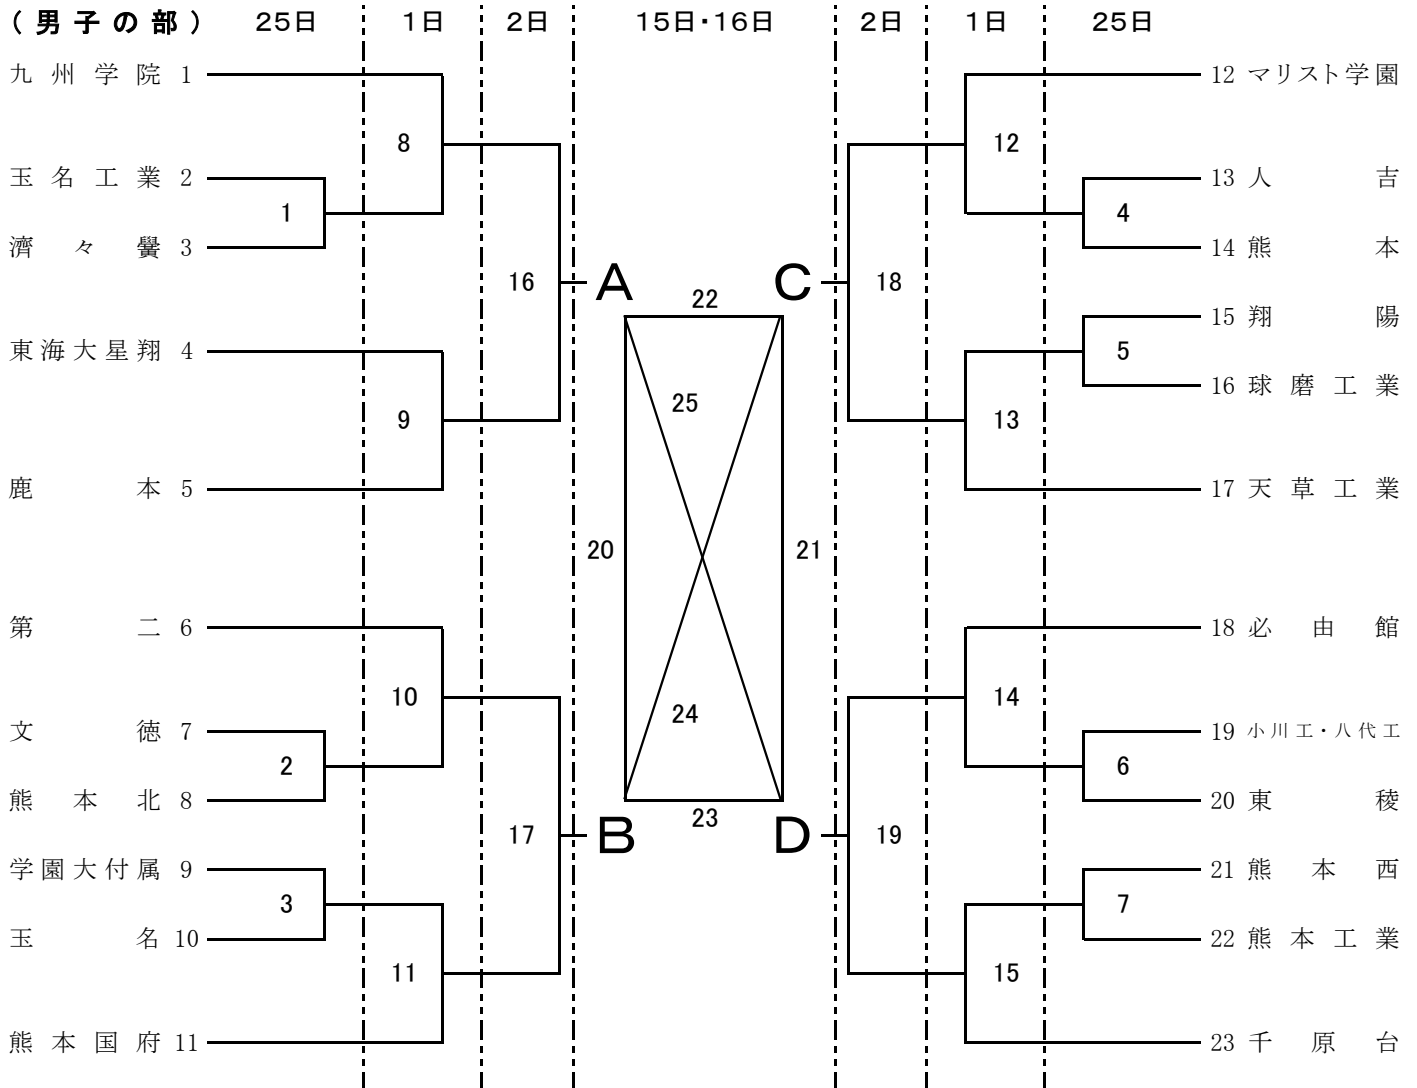 (男子の部) 25日 1日 2日 15日・16日 2日 1日 25日
九州学院 1 12 マリスト学園
8 12
玉名工業 2 13 人吉
1 4
済々黌 3 14 熊本
16 A C 18
22
15 翔陽
東海大星翔 4 5
16 球磨工業
25
9 13
鹿本 5 17 天草工業
20 21
第二 6 18 必由館
10 14
24
文徳 7 19 小川工・八代工
2 6
熊本北 8 20 東稜
23
17 B D 19
学園大付属 9 21 熊本西
3 7
玉名 10 22 熊本工業
11 15
熊本国府 11 23 千原台